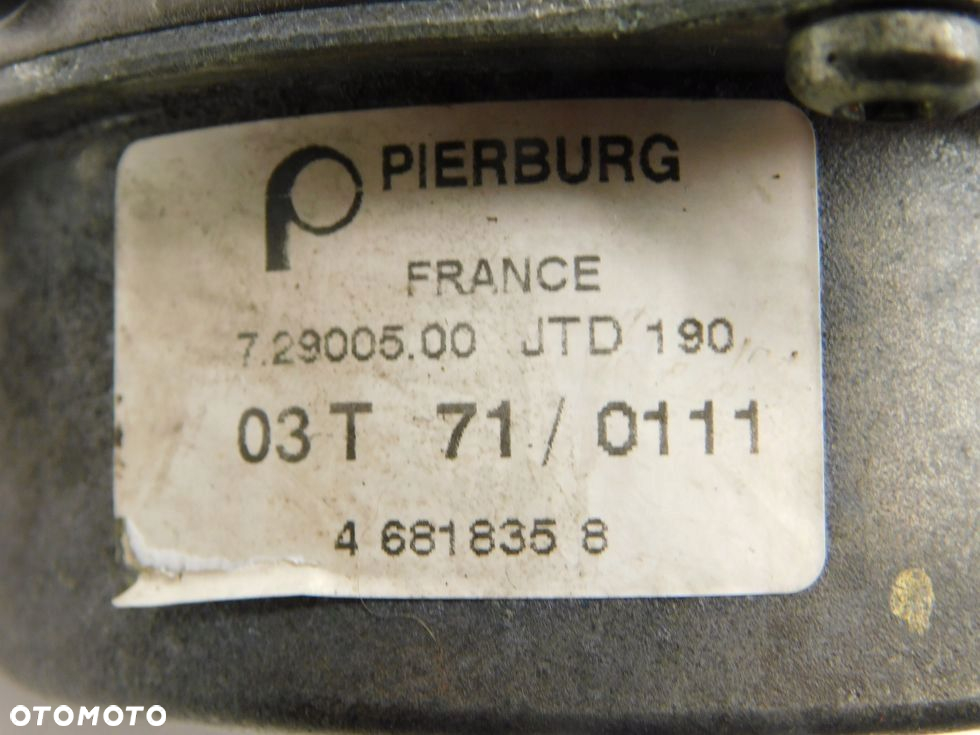 PIERBURG
FRANCE
7.29005.00 JTD 190
03T 71 / 0111
4 681835 8
OTOMOTO